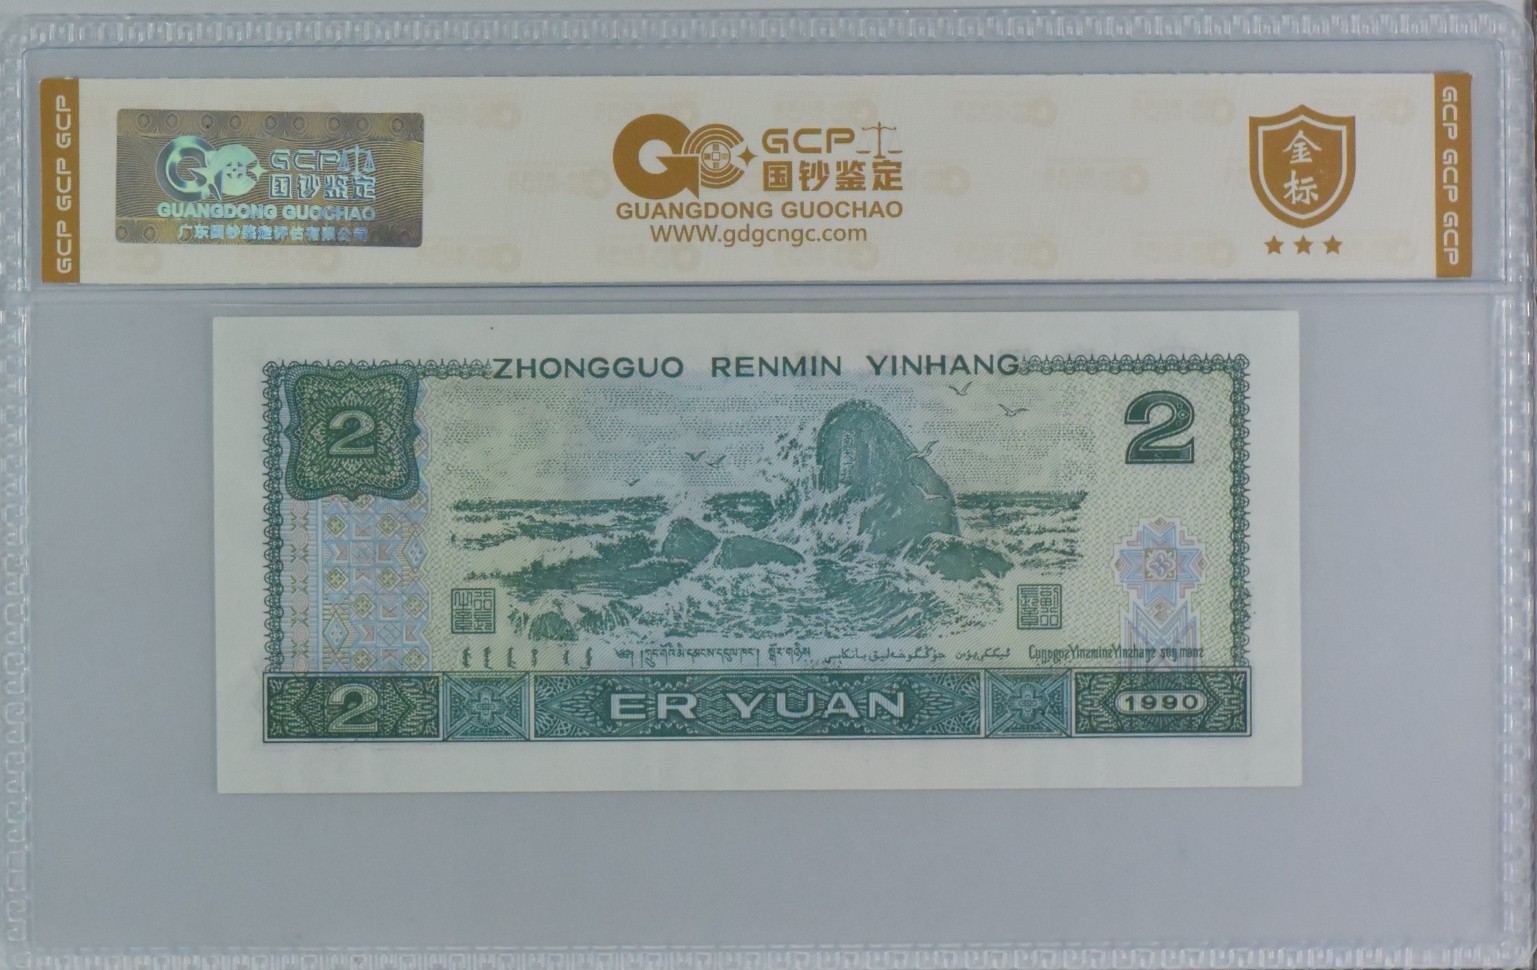 GCP GCP GCP
GCP
国钞鉴定
GUANGDONG GUOCHAO
广东国钞鉴定评估有限公司
GCP
国钞鉴定
GUANGDONG GUOCHAO
WWW.gdgcngc.com
金
标
GCP GCP GCP
ZHONGGUO RENMIN YINHANG
2
2
2
ER YUAN
1990